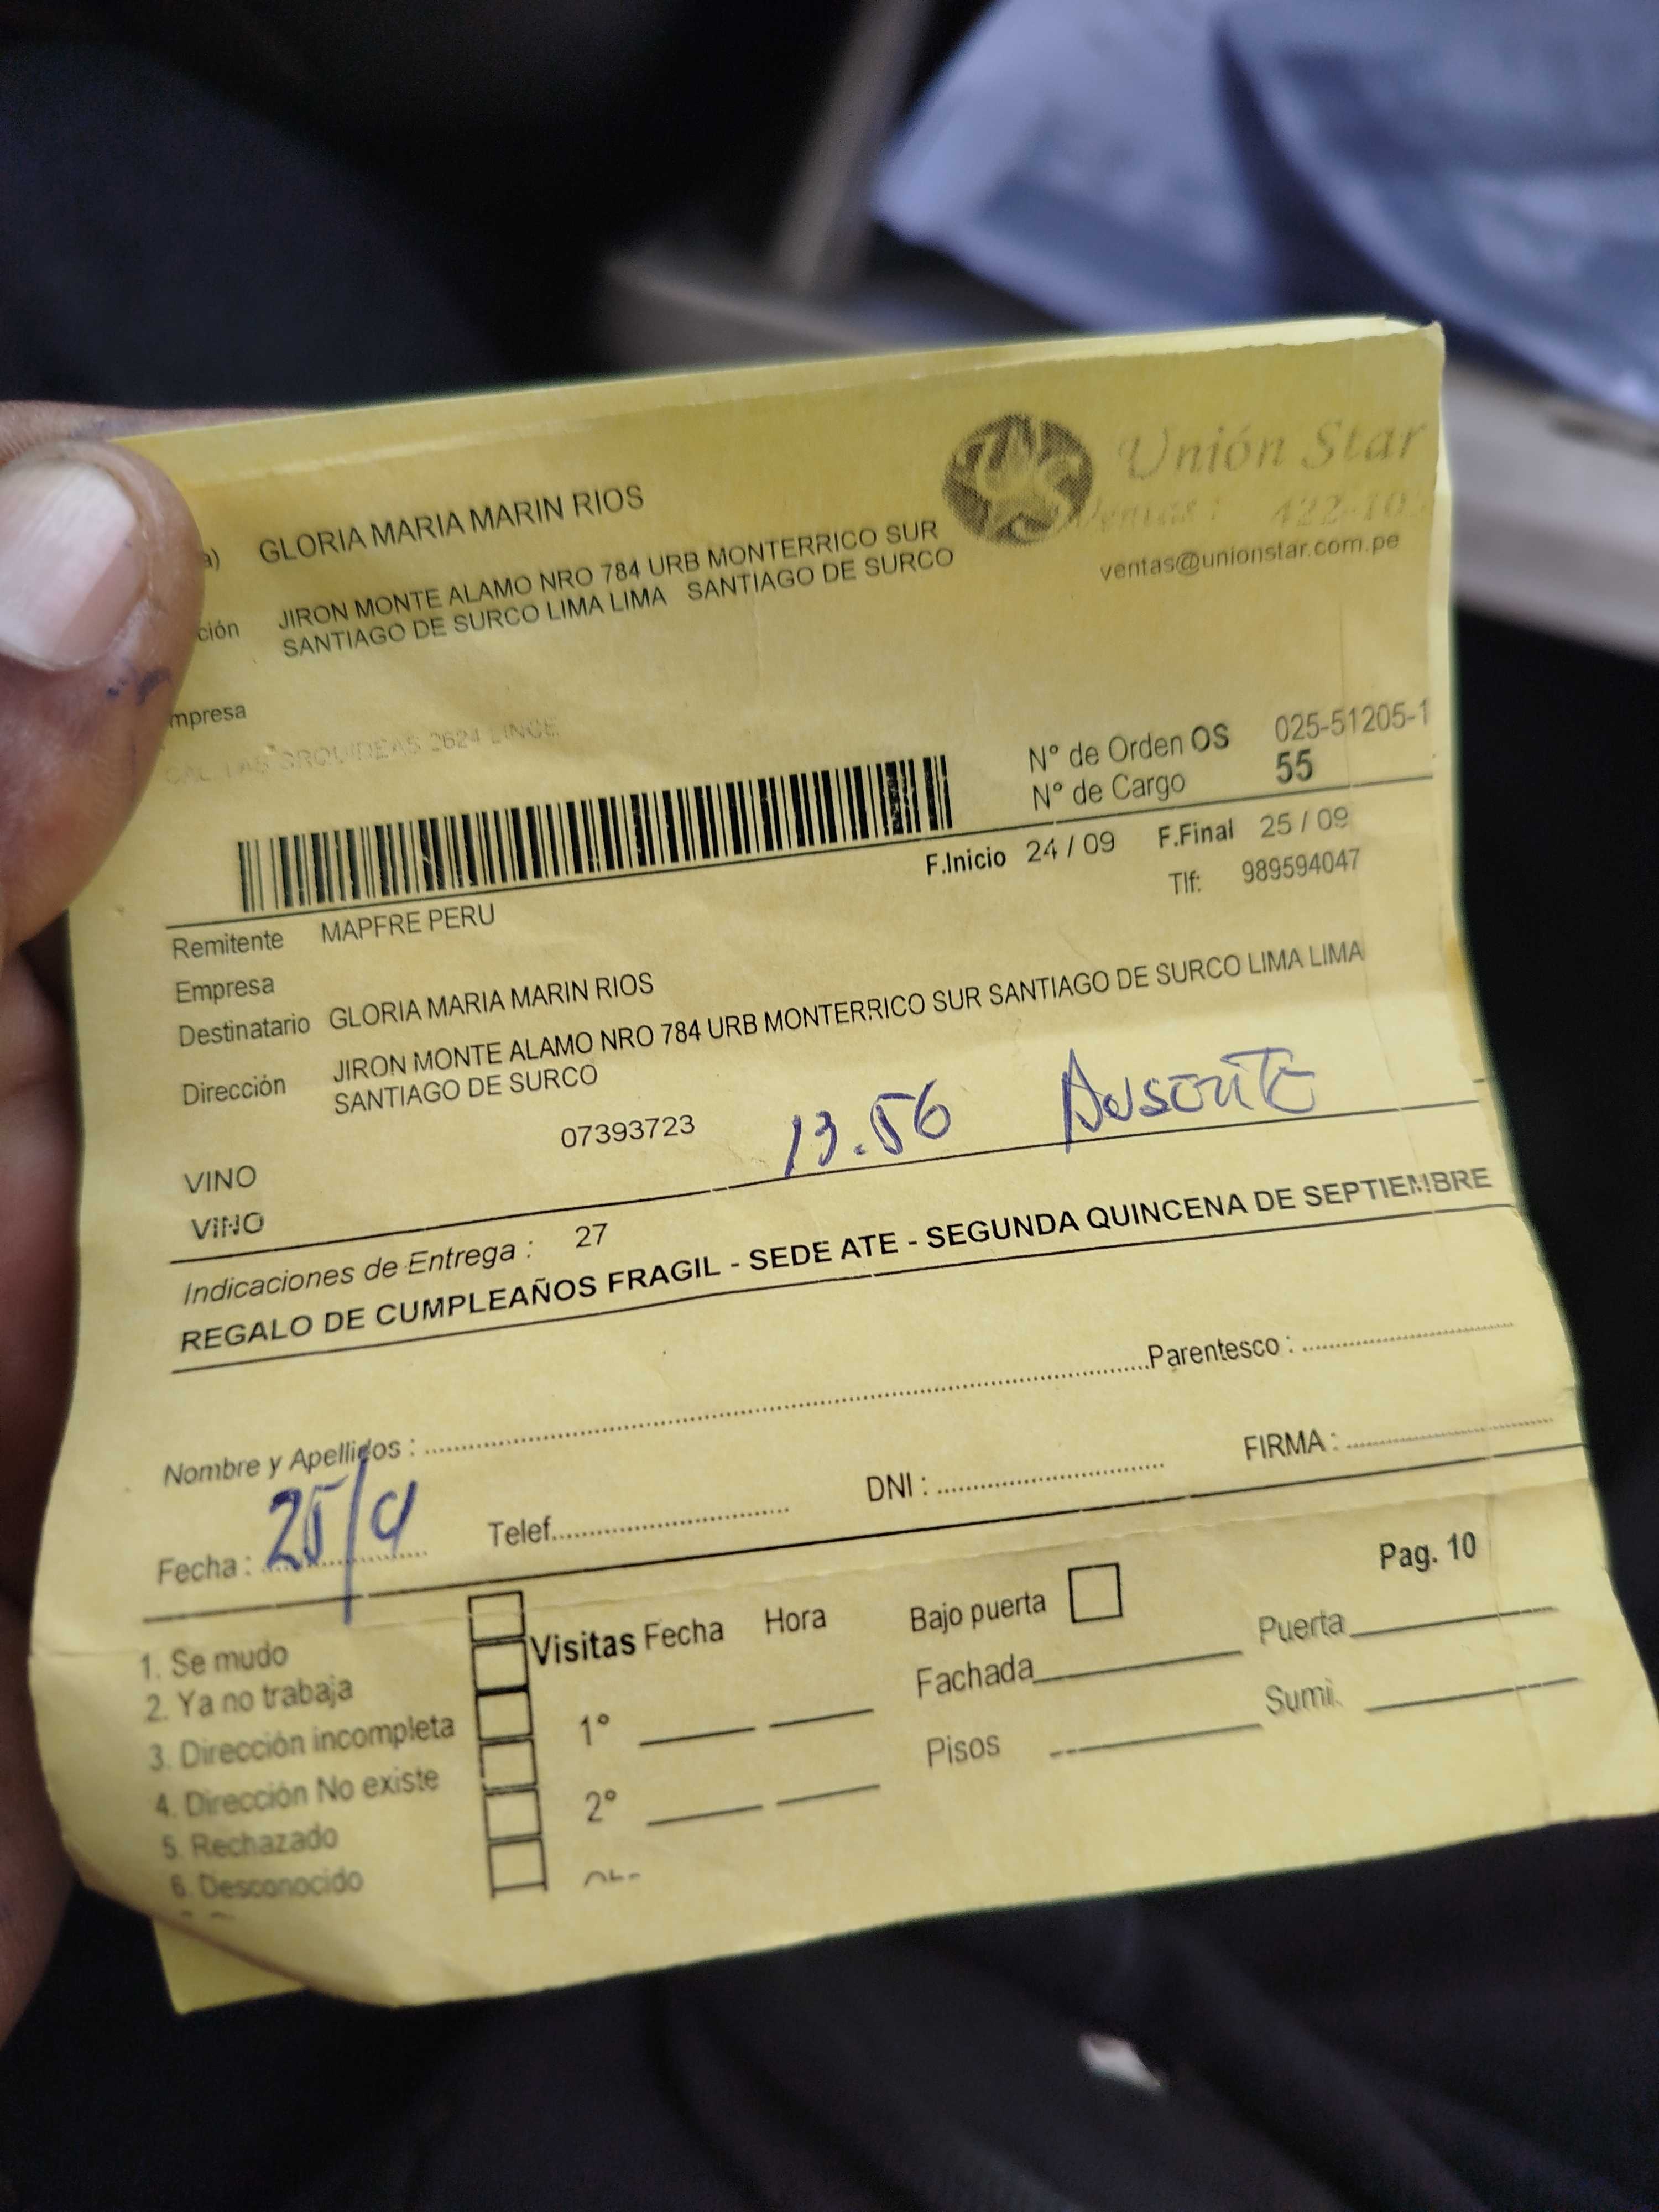 Unión Star
Ventas : 422-10
ventas@unionstar.com.pe
a) GLORIA MARIA MARIN RIOS
ción JIRON MONTE ALAMO NRO 784 URB MONTERRICO SUR
SANTIAGO DE SURCO LIMA LIMA SANTIAGO DE SURCO
mpresa
ORQUIDEAS 2624 LINCE
N° de Orden OS 025-51205-1
N° de Cargo 55
F.Inicio 24 / 09 F.Final 25 / 09
Tlf: 989594047
Remitente MAPFRE PERU
Empresa
Destinatario GLORIA MARIA MARIN RIOS
Dirección JIRON MONTE ALAMO NRO 784 URB MONTERRICO SUR SANTIAGO DE SURCO LIMA LIMA
SANTIAGO DE SURCO
07393723 13.56 AUSENTE
VINO
VINO
Indicaciones de Entrega : 27
REGALO DE CUMPLEAÑOS FRAGIL - SEDE ATE - SEGUNDA QUINCENA DE SEPTIEMBRE
Nombre y Apellidos : Parentesco :
Fecha : 25/9 Telef. DNI : FIRMA :
Pag. 10
1. Se mudo
2. Ya no trabaja
3. Dirección incompleta
4. Dirección No existe
5. Rechazado
6. Desconocido
Visitas Fecha Hora
1°
2°
Bajo puerta
Fachada Puerta
Pisos Sumi.